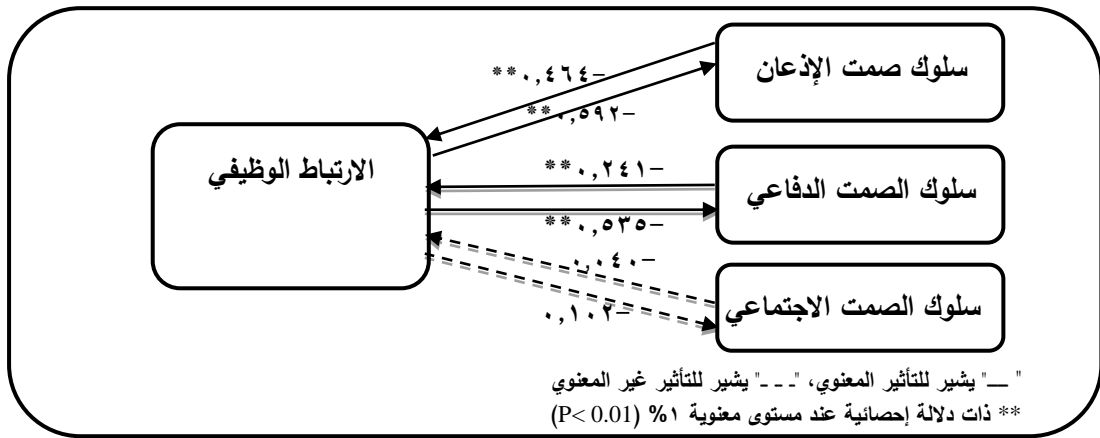 سلوك صمت الإذعان
**٠,٤٦٤–
**٠,٥٩٢–
الارتباط الوظيفي
سلوك الصمت الدفاعي
**٠,٢٤١–
**٠,٥٣٥–
٠,٠٤٠–
سلوك الصمت الاجتماعي
٠,١٠٢–
" ــــ" يشير للتأثير المعنوي، "ـ ـ ـ" يشير للتأثير غير المعنوي
** ذات دلالة إحصائية عند مستوى معنوية ١% (P< 0.01)